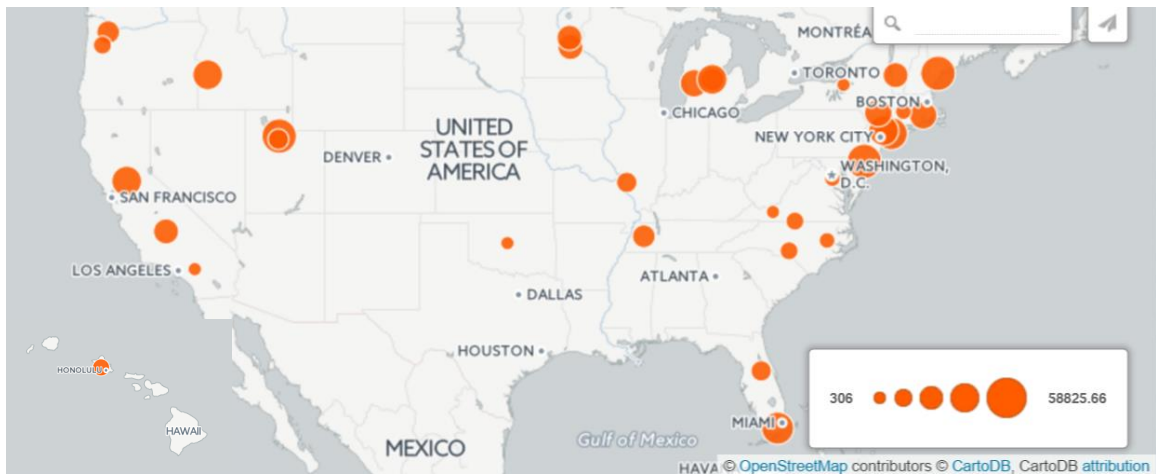 MONTRÉA
TORONTO
BOSTON
CHICAGO
NEW YORK CITY
UNITED
STATES OF
AMERICA
DENVER
WASHINGTON,
D.C.
SAN FRANCISCO
LOS ANGELES
ATLANTA
DALLAS
HOUSTON
HONOLULU
HAWAII
MIAMI
MEXICO
Gulf of Mexico
306
58825.66
HAVA
© OpenStreetMap contributors © CartoDB, CartoDB attribution